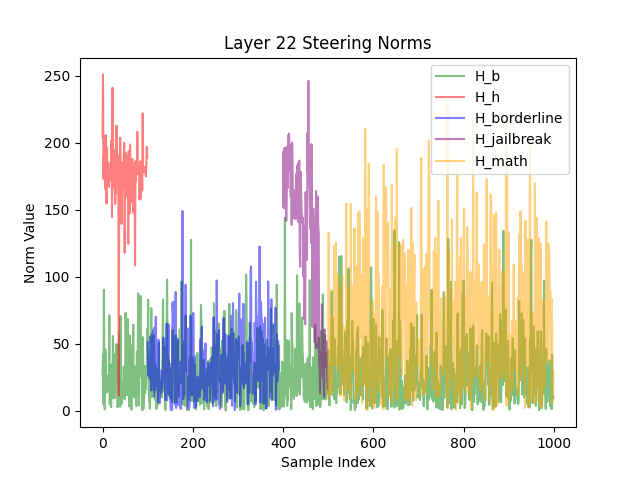 Layer 22 Steering Norms
Norm Value
250
200
150
100
50
0
0
200
400
600
800
1000
Sample Index
H_b
H_h
H_borderline
H_jailbreak
H_math